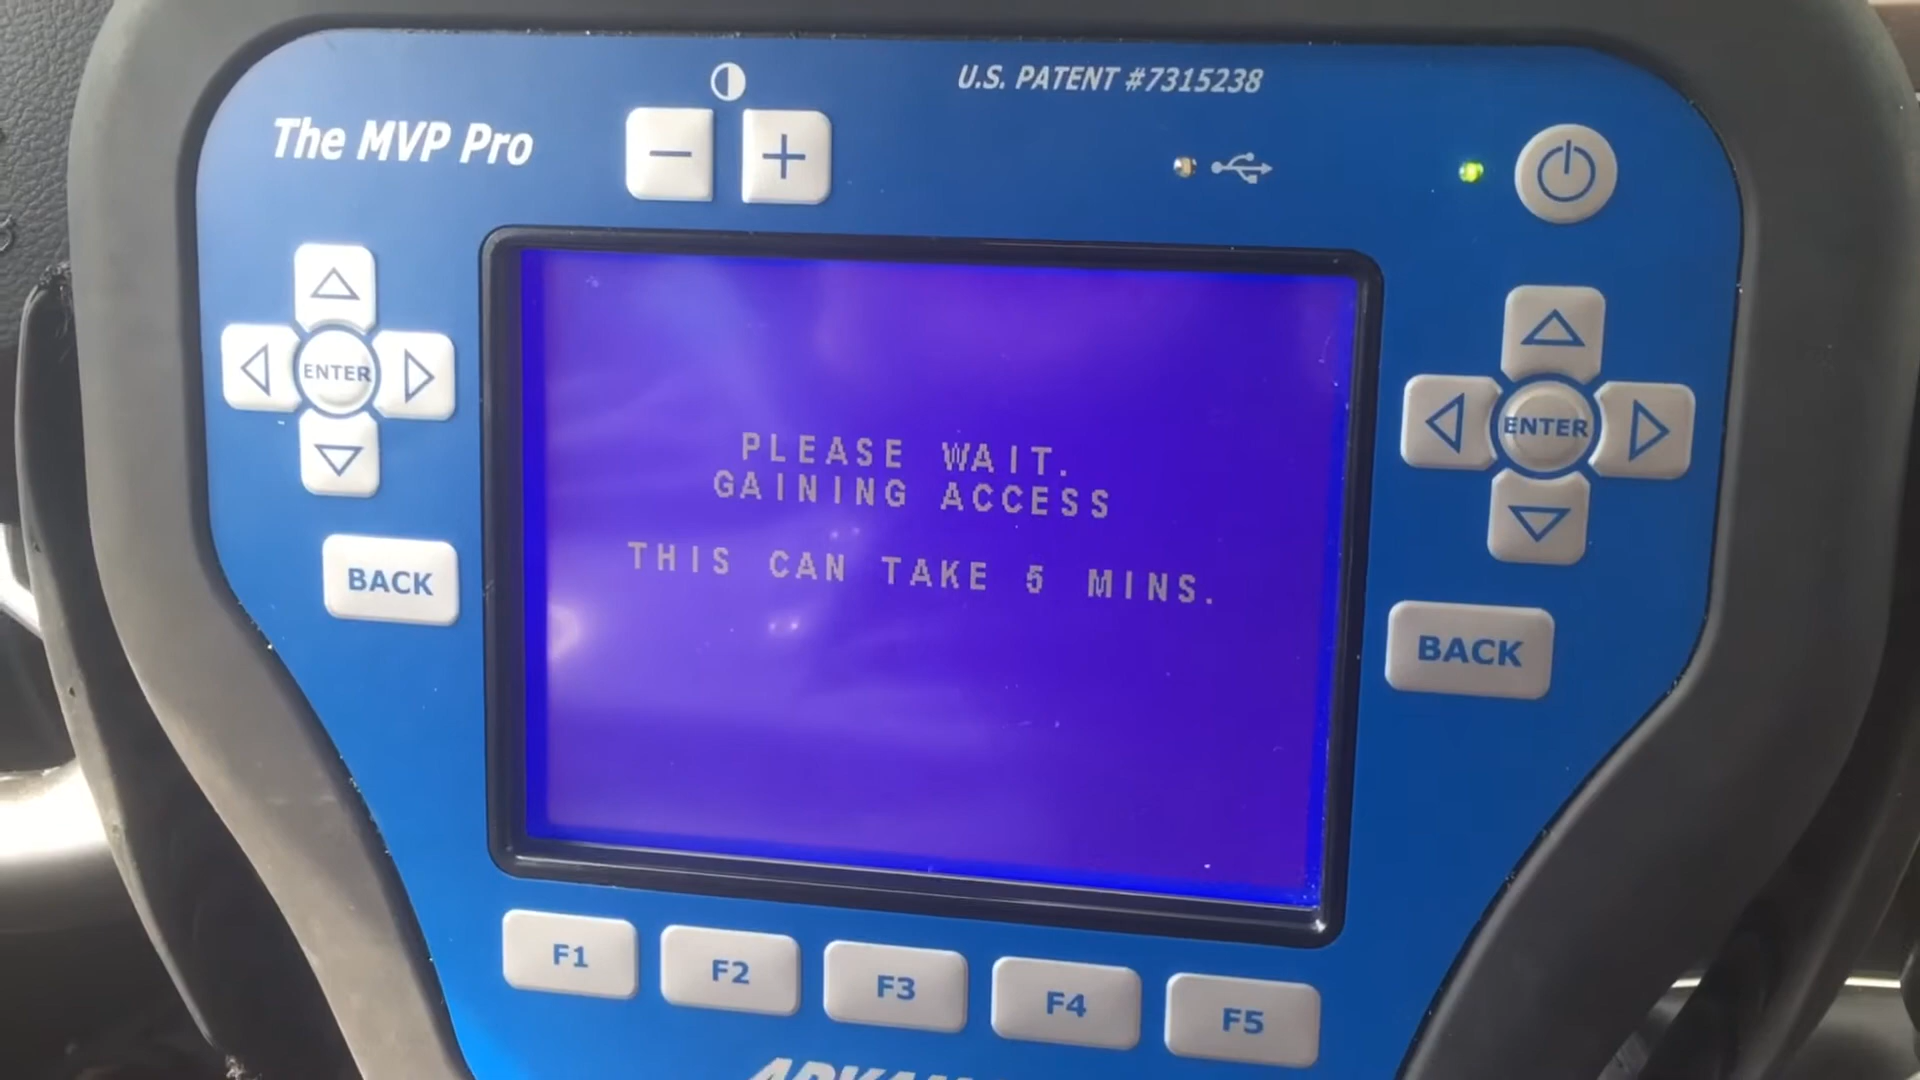 U.S. PATENT #7315238
The MVP Pro
ENTER
ENTER
PLEASE WAIT.
GAINING ACCESS
THIS CAN TAKE 5 MINS.
BACK
BACK
F1
F2
F3
F4
F5